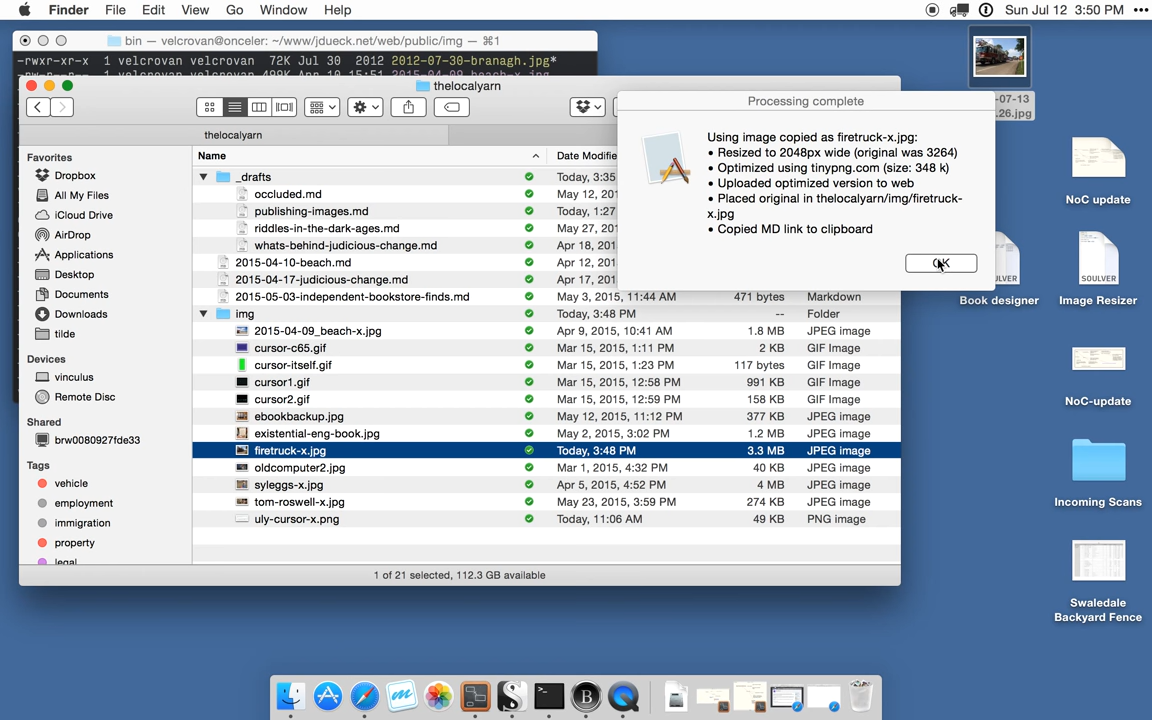 Finder File Edit View Go Window Help Sun Jul 12 3:50 PM
bin — velcrovan@onceler: ~/www/jdueck.net/web/public/img — ⌘1
-rwxr-xr-x 1 velcrovan velcrovan 72K Jul 30 2012 2012-07-30-branagh.jpg*
thelocalyarn
thelocalyarn
Favorites
Dropbox
All My Files
iCloud Drive
AirDrop
Applications
Desktop
Documents
Downloads
tilde
Devices
vinculus
Remote Disc
Shared
brw0080927fde33
Tags
vehicle
employment
immigration
property
legal
Name Date Modifie
_drafts Today, 3:35
occluded.md May 12, 201
publishing-images.md Today, 1:27
riddles-in-the-dark-ages.md May 27, 201
whats-behind-judicious-change.md Apr 18, 201
2015-04-10-beach.md Apr 12, 201
2015-04-17-judicious-change.md Apr 17, 201
2015-05-03-independent-bookstore-finds.md May 3, 2015, 11:44 AM 471 bytes Markdown
img Today, 3:48 PM -- Folder
2015-04-09_beach-x.jpg Apr 9, 2015, 10:41 AM 1.8 MB JPEG image
cursor-c65.gif Mar 15, 2015, 1:11 PM 2 KB GIF Image
cursor-itself.gif Mar 15, 2015, 1:23 PM 117 bytes GIF Image
cursor1.gif Mar 15, 2015, 12:58 PM 991 KB GIF Image
cursor2.gif Mar 15, 2015, 12:59 PM 158 KB GIF Image
ebookbackup.jpg May 12, 2015, 11:12 PM 377 KB JPEG image
existential-eng-book.jpg May 2, 2015, 3:02 PM 1.2 MB JPEG image
firetruck-x.jpg Today, 3:48 PM 3.3 MB JPEG image
oldcomputer2.jpg Mar 1, 2015, 4:32 PM 40 KB JPEG image
syleggs-x.jpg Apr 5, 2015, 4:52 PM 4 MB JPEG image
tom-roswell-x.jpg May 23, 2015, 3:59 PM 274 KB JPEG image
uly-cursor-x.png Today, 11:06 AM 49 KB PNG image
1 of 21 selected, 112.3 GB available
Processing complete
Using image copied as firetruck-x.jpg:
• Resized to 2048px wide (original was 3264)
• Optimized using tinypng.com (size: 348 k)
• Uploaded optimized version to web
• Placed original in thelocalyarn/img/firetruck-
x.jpg
• Copied MD link to clipboard
OK
-07-13
.26.jpg
NoC update
LVER
Book designer
SOULVER
Image Resizer
NoC-update
Incoming Scans
Swaledale
Backyard Fence